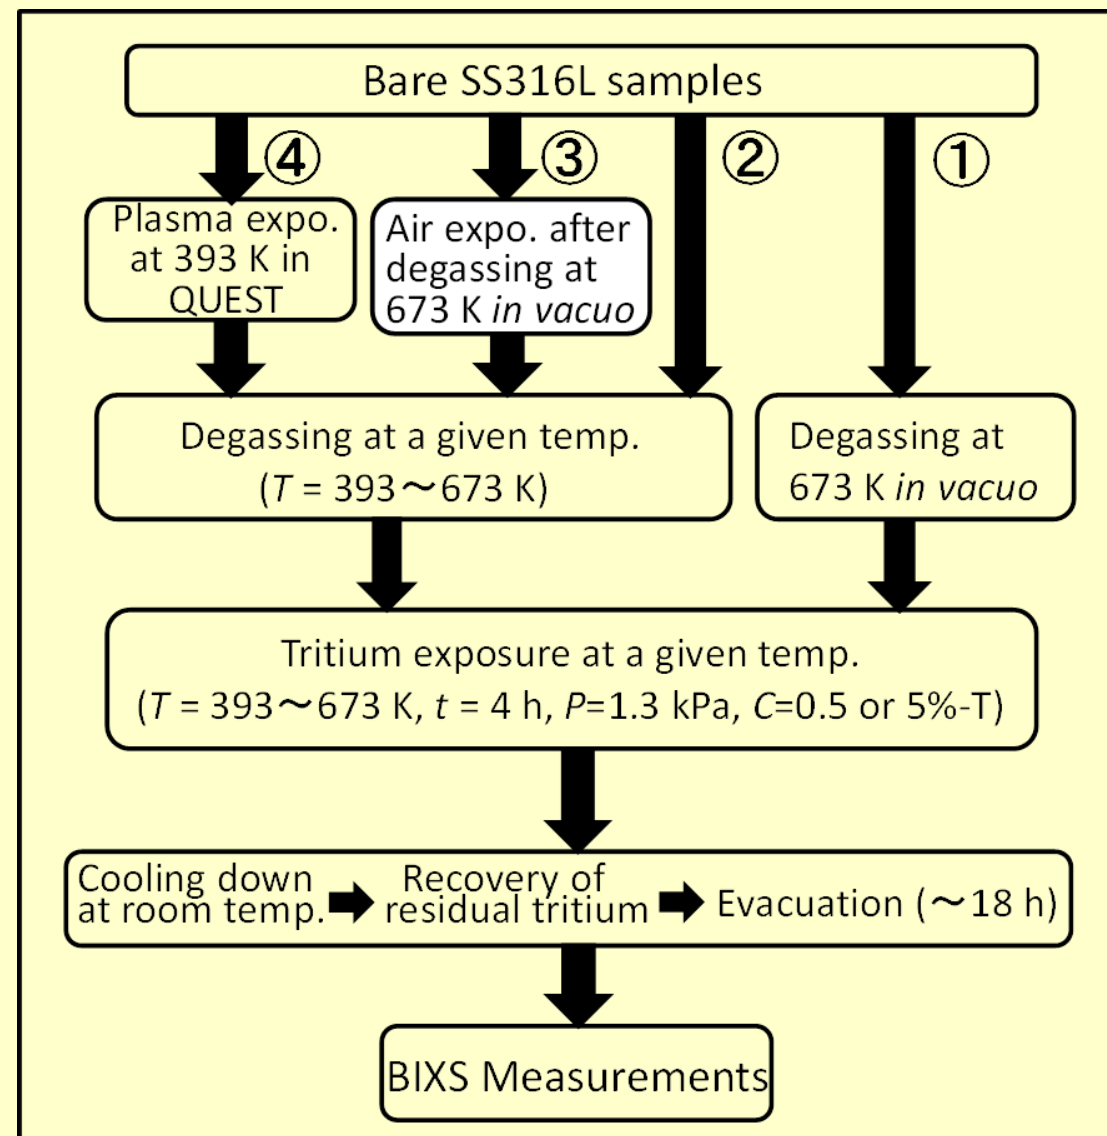 Bare SS316L samples
④
③
②
①
Plasma expo.
at 393 K in
QUEST
Air expo. after
degassing at
673 K in vacuo
Degassing at a given temp.
(T = 393～673 K)
Degassing at
673 K in vacuo
Tritium exposure at a given temp.
(T = 393～673 K, t = 4 h, P=1.3 kPa, C=0.5 or 5%-T)
Cooling down
at room temp.
Recovery of
residual tritium
Evacuation (～18 h)
BIXS Measurements